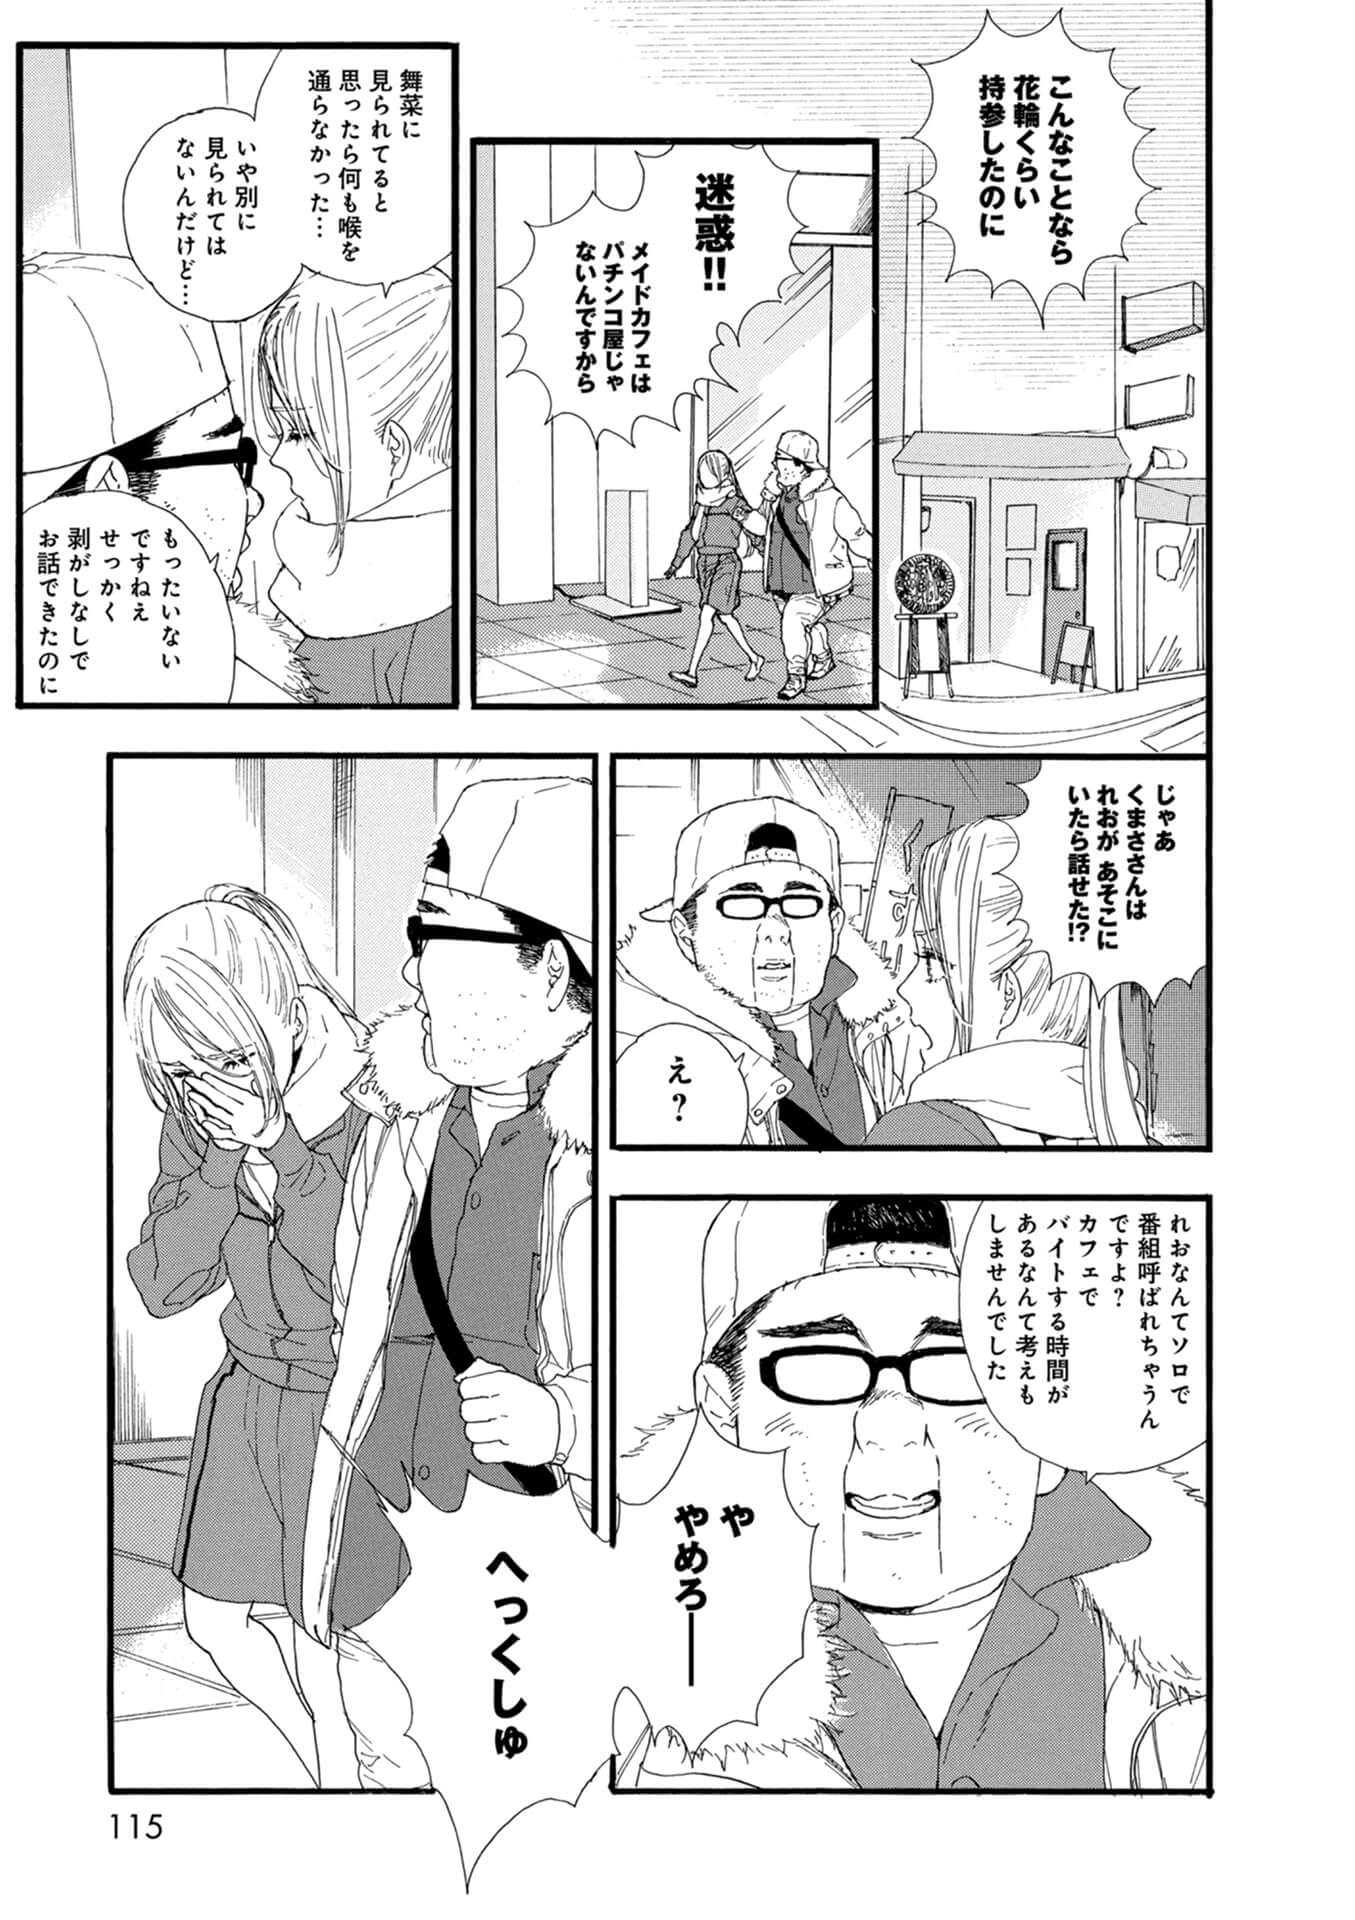 こんなことなら
花輪くらい
持参したのに
迷惑!!
メイドカフェは
パチンコ屋じゃ
ないんですから
舞菜に
見られてると
思ったら何も喉を
通らなかった…
いや別に
見られては
ないんだけど…
もったいない
ですねえ
せっかく
剥がしなしで
お話できたのに
じゃあ
くまささんは
れおが あそこに
いたら話せた!?
え?
れおなんてソロで
番組呼ばれちゃうん
ですよ?
カフェで
バイトする時間が
あるなんて考えも
しませんでした
や
やめろ――
へっくしゅ
115